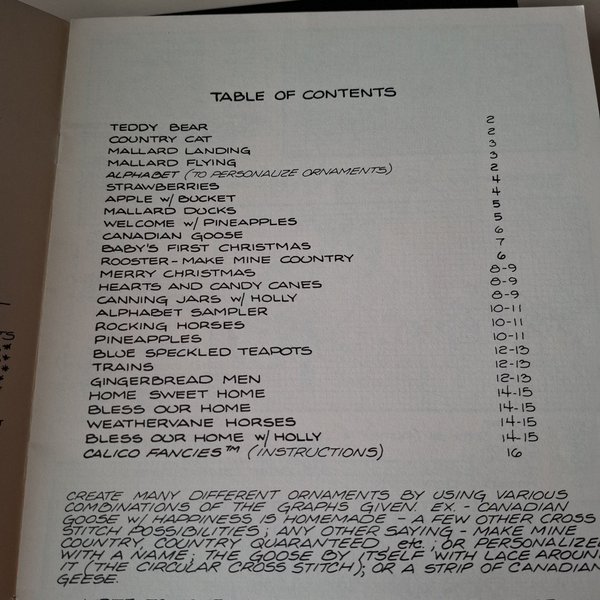 TABLE OF CONTENTS
TEDDY BEAR 2
COUNTRY CAT 2
MALLARD LANDING 3
MALLARD FLYING 3
ALPHABET (TO PERSONALIZE ORNAMENTS) 2
STRAWBERRIES 4
APPLE W/ BUCKET 4
MALLARD DUCKS 5
WELCOME W/ PINEAPPLES 5
CANADIAN GOOSE 6
BABY'S FIRST CHRISTMAS 7
ROOSTER-MAKE MINE COUNTRY 6
MERRY CHRISTMAS 8-9
HEARTS AND CANDY CANES 8-9
CANNING JARS W/ HOLLY 8-9
ALPHABET SAMPLER 10-11
ROCKING HORSES 10-11
PINEAPPLES 10-11
BLUE SPECKLED TEAPOTS 12-13
TRAINS 12-13
GINGERBREAD MEN 12-13
HOME SWEET HOME 14-15
BLESS OUR HOME 14-15
WEATHERVANE HORSES 14-15
BLESS OUR HOME W/ HOLLY 14-15
CALICO FANCIES™ (INSTRUCTIONS) 16
CREATE MANY DIFFERENT ORNAMENTS BY USING VARIOUS
COMBINATIONS OF THE GRAPHS GIVEN. EX. - CANADIAN
GOOSE W/ HAPPINESS IS HOMEMADE - A FEW OTHER CROSS
STITCH POSSIBILITIES; ANY OTHER SAYING - MAKE MINE
COUNTRY, COUNTRY QUARANTEED, etc., OR PERSONALIZE
WITH A NAME; THE GOOSE BY ITSELF WITH LACE AROUND
IT (THE CIRCULAR CROSS STITCH); OR A STRIP OF CANADIAN
GEESE.